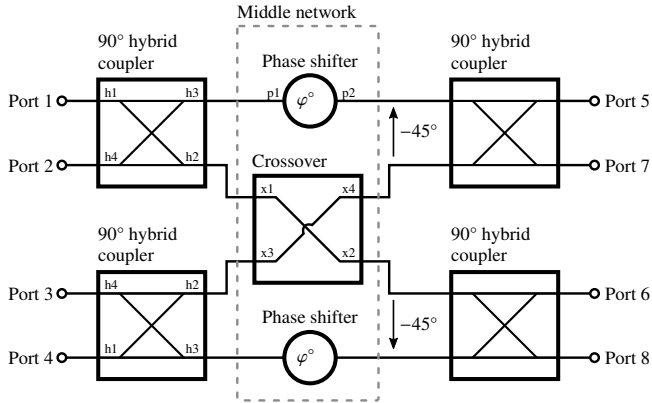 Middle network
90° hybrid
coupler
Phase shifter
90° hybrid
coupler
Port 1
h1
h3
p1
φ°
p2
Port 5
−45°
Port 2
h4
h2
Crossover
Port 7
x1
x4
90° hybrid
coupler
x3
x2
90° hybrid
coupler
Port 3
h4
h2
Port 6
Phase shifter
−45°
Port 4
h1
h3
φ°
Port 8